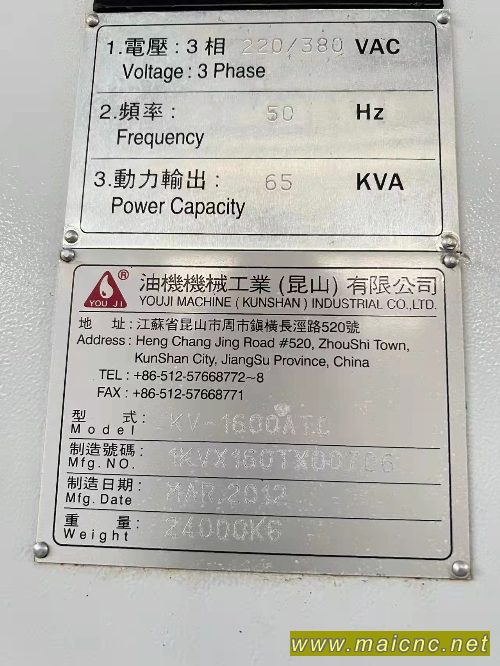 1.電壓:3相 220/380 VAC
Voltage : 3 Phase
2.頻率: 50 Hz
Frequency
3.動力輸出: 65 KVA
Power Capacity
YOU JI ®
油機機械工業(昆山)有限公司
YOUJI MACHINE ( KUNSHAN ) INDUSTRIAL CO.,LTD.
地 址:江蘇省昆山市周市鎮橫長涇路520號
Address : Heng Chang Jing Road #520, ZhouShi Town,
KunShan City, JiangSu Province, China
TEL : +86-512-57668772~8
FAX : +86-512-57668771
型 式: KV-1600ATC
Model
製造號碼:
Mfg. NO.
製造日期: MAR.2012
Mfg. Date
重 量: 24000KG
Weight
www.maicnc.net